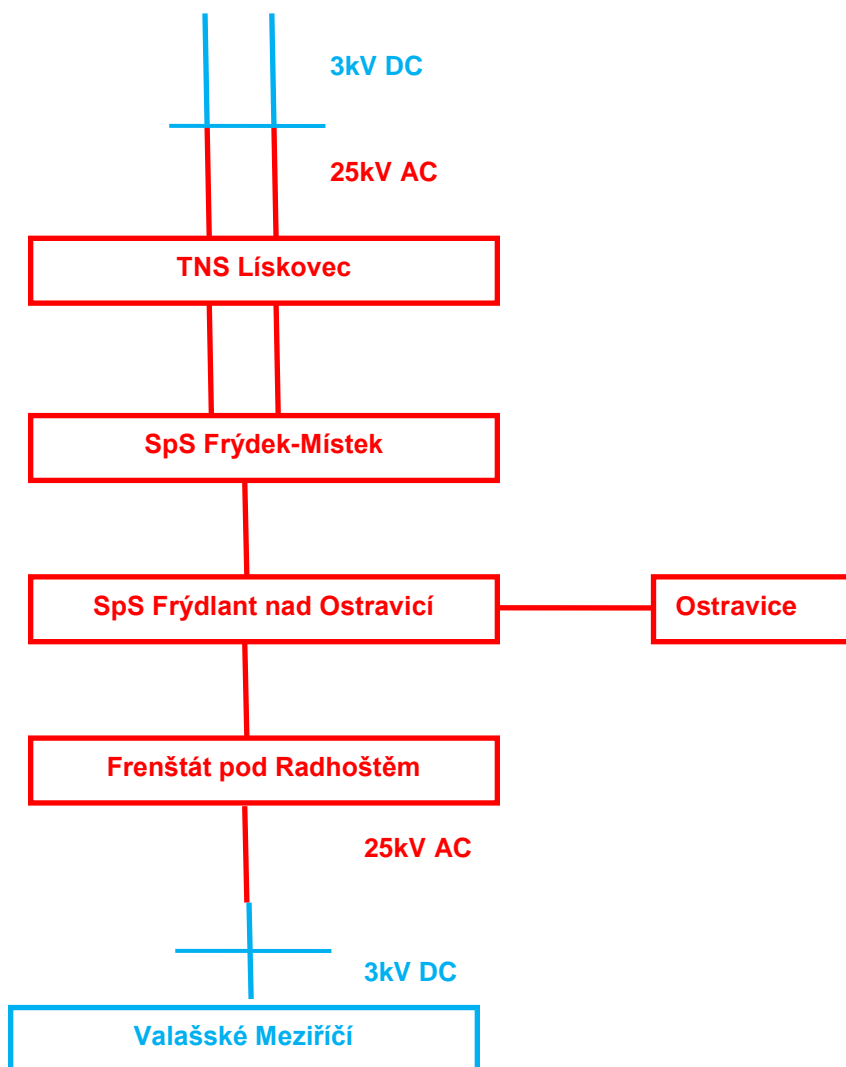 3kV DC
25kV AC
TNS Lískovec
SpS Frýdek-Místek
SpS Frýdlant nad Ostravicí
Ostravice
Frenštát pod Radhoštěm
25kV AC
3kV DC
Valašské Meziříčí